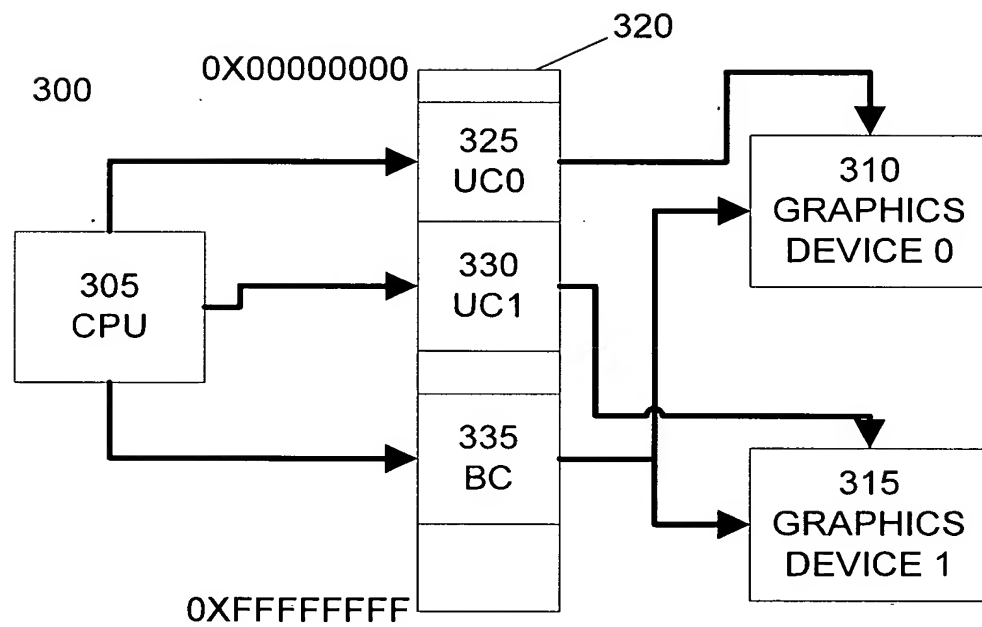 320
0X00000000
300
325
UC0
310
GRAPHICS
DEVICE 0
305
CPU
330
UC1
335
BC
315
GRAPHICS
DEVICE 1
0XFFFFFFFF